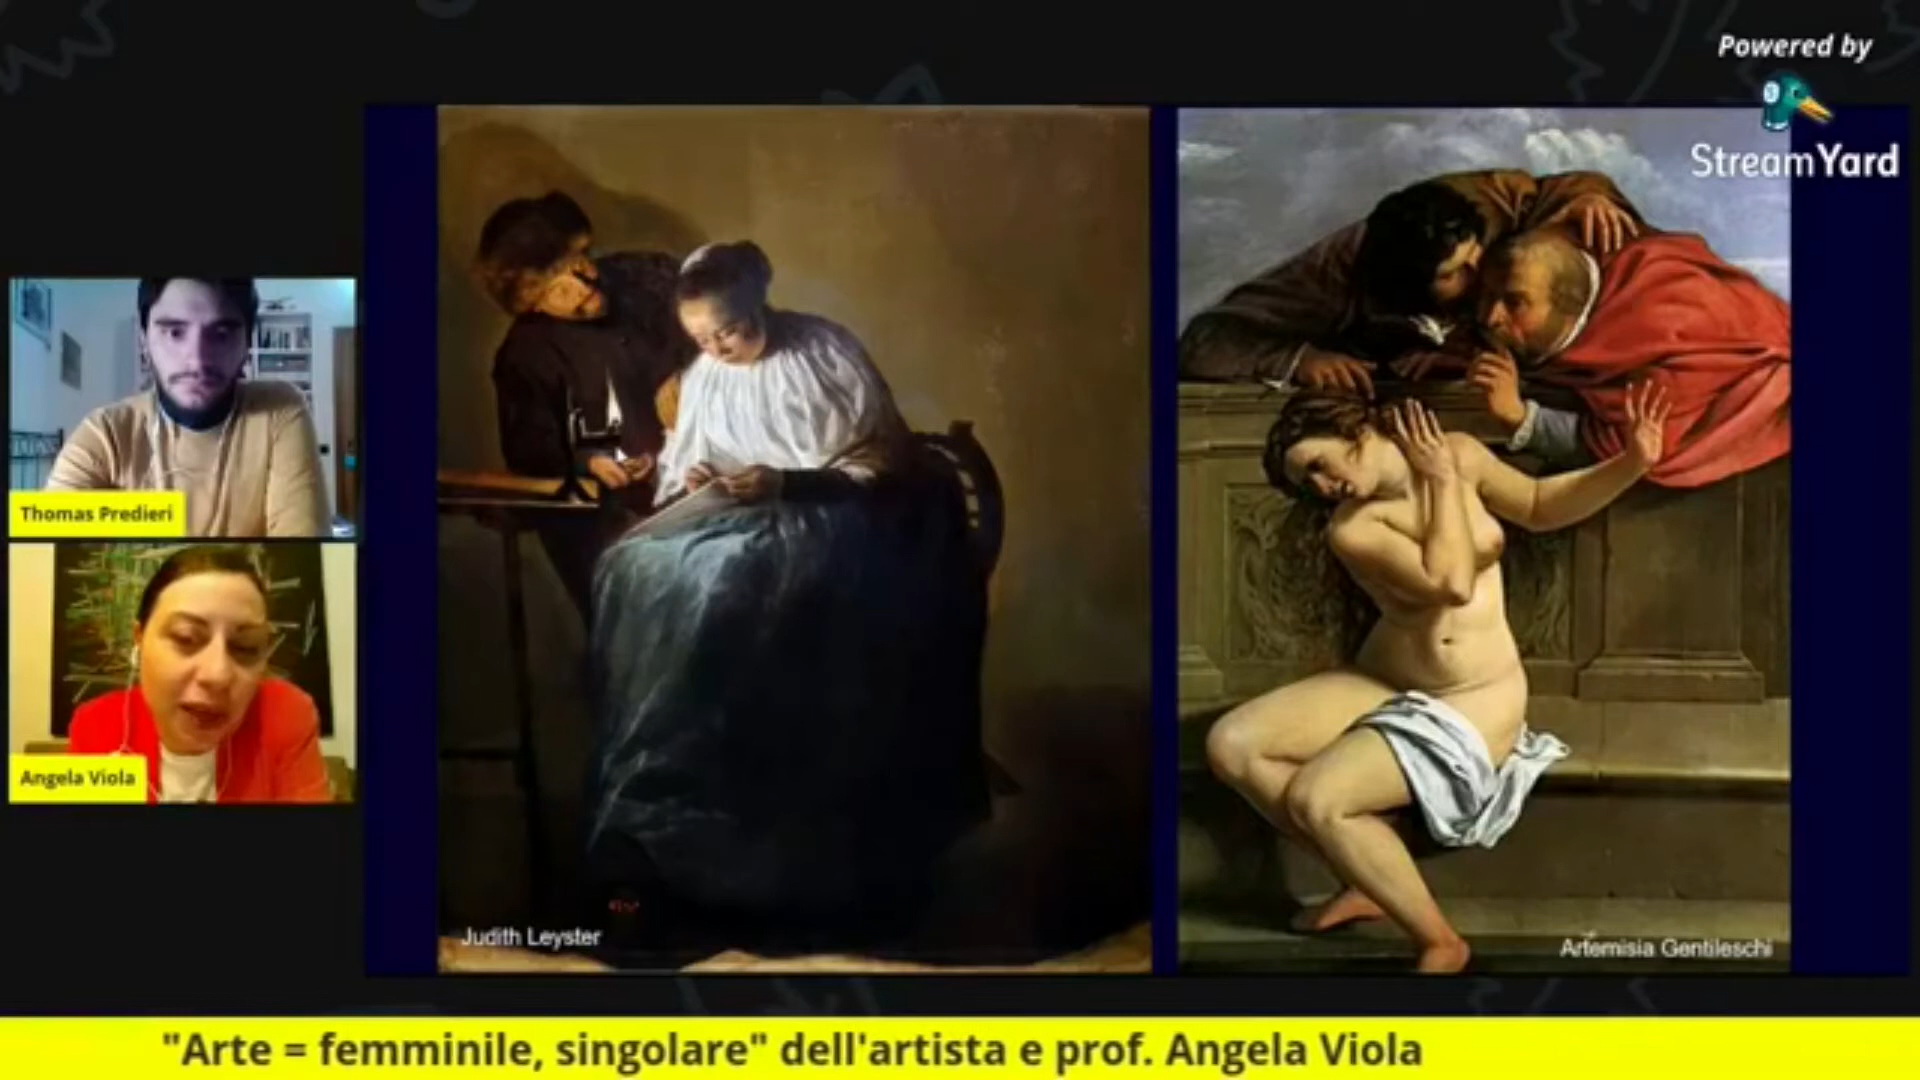 Powered by
StreamYard
Thomas Predieri
Angela Viola
Judith Leyster
Artemisia Gentileschi
"Arte = femminile, singolare" dell'artista e prof. Angela Viola